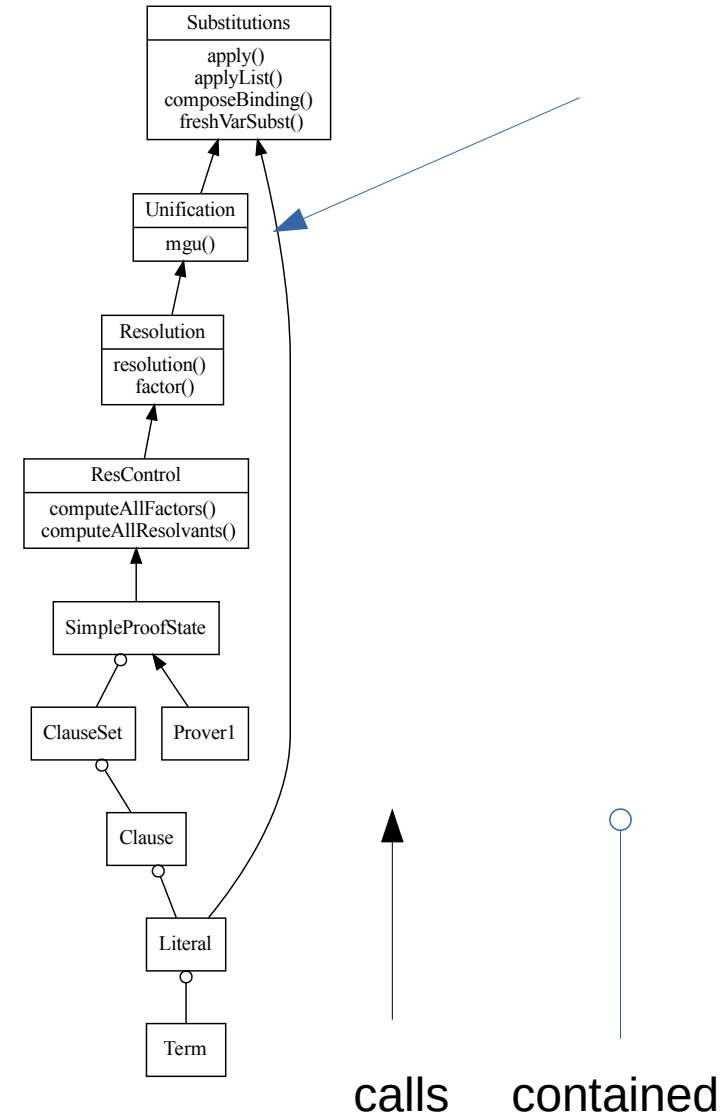 Substitutions
apply()
applyList()
composeBinding()
freshVarSubst()
Unification
mgu()
Resolution
resolution()
factor()
ResControl
computeAllFactors()
computeAllResolvants()
SimpleProofState
ClauseSet
Prover1
Clause
Literal
Term
calls
contained